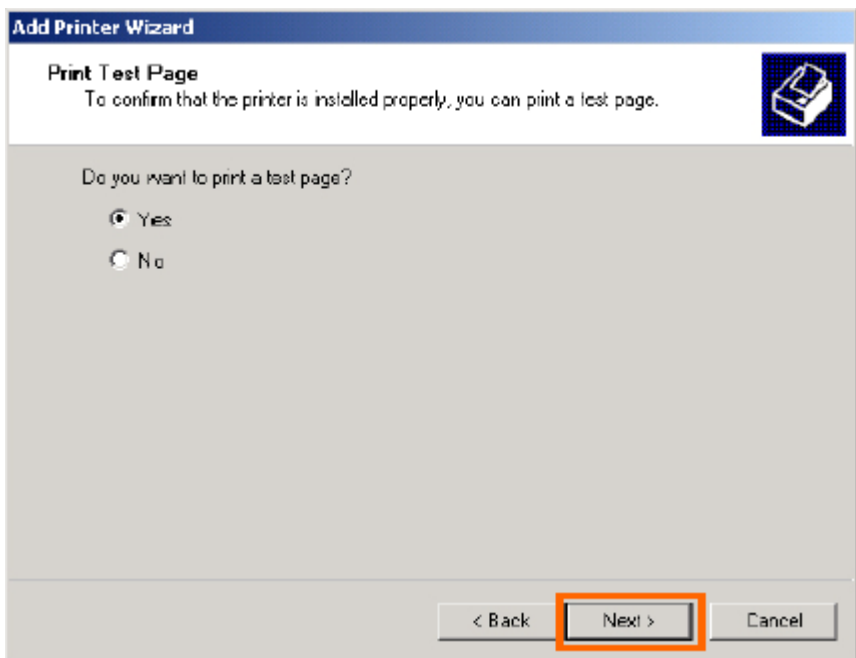 Add Printer Wizard
Print Test Page
To confirm that the printer is installed properly, you can print a test page.
Do you want to print a test page?
Yes
No
< Back Next > Cancel